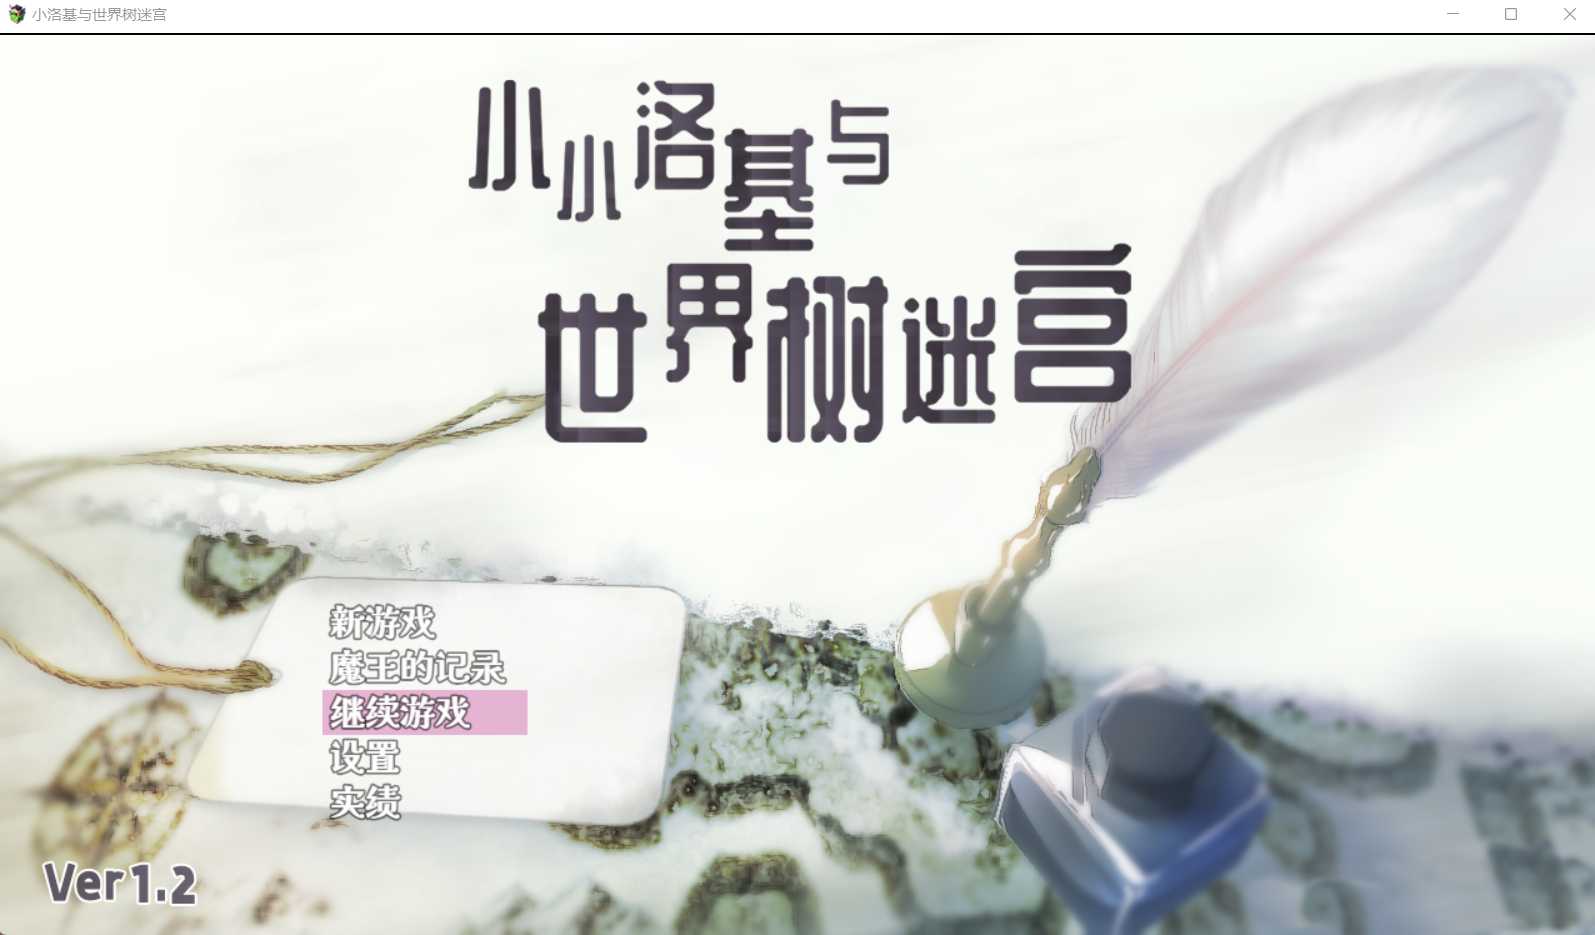 小洛基与世界树迷宫
小小洛基与
世界树迷宫
新游戏
魔王的记录
继续游戏
设置
实绩
Ver1.2